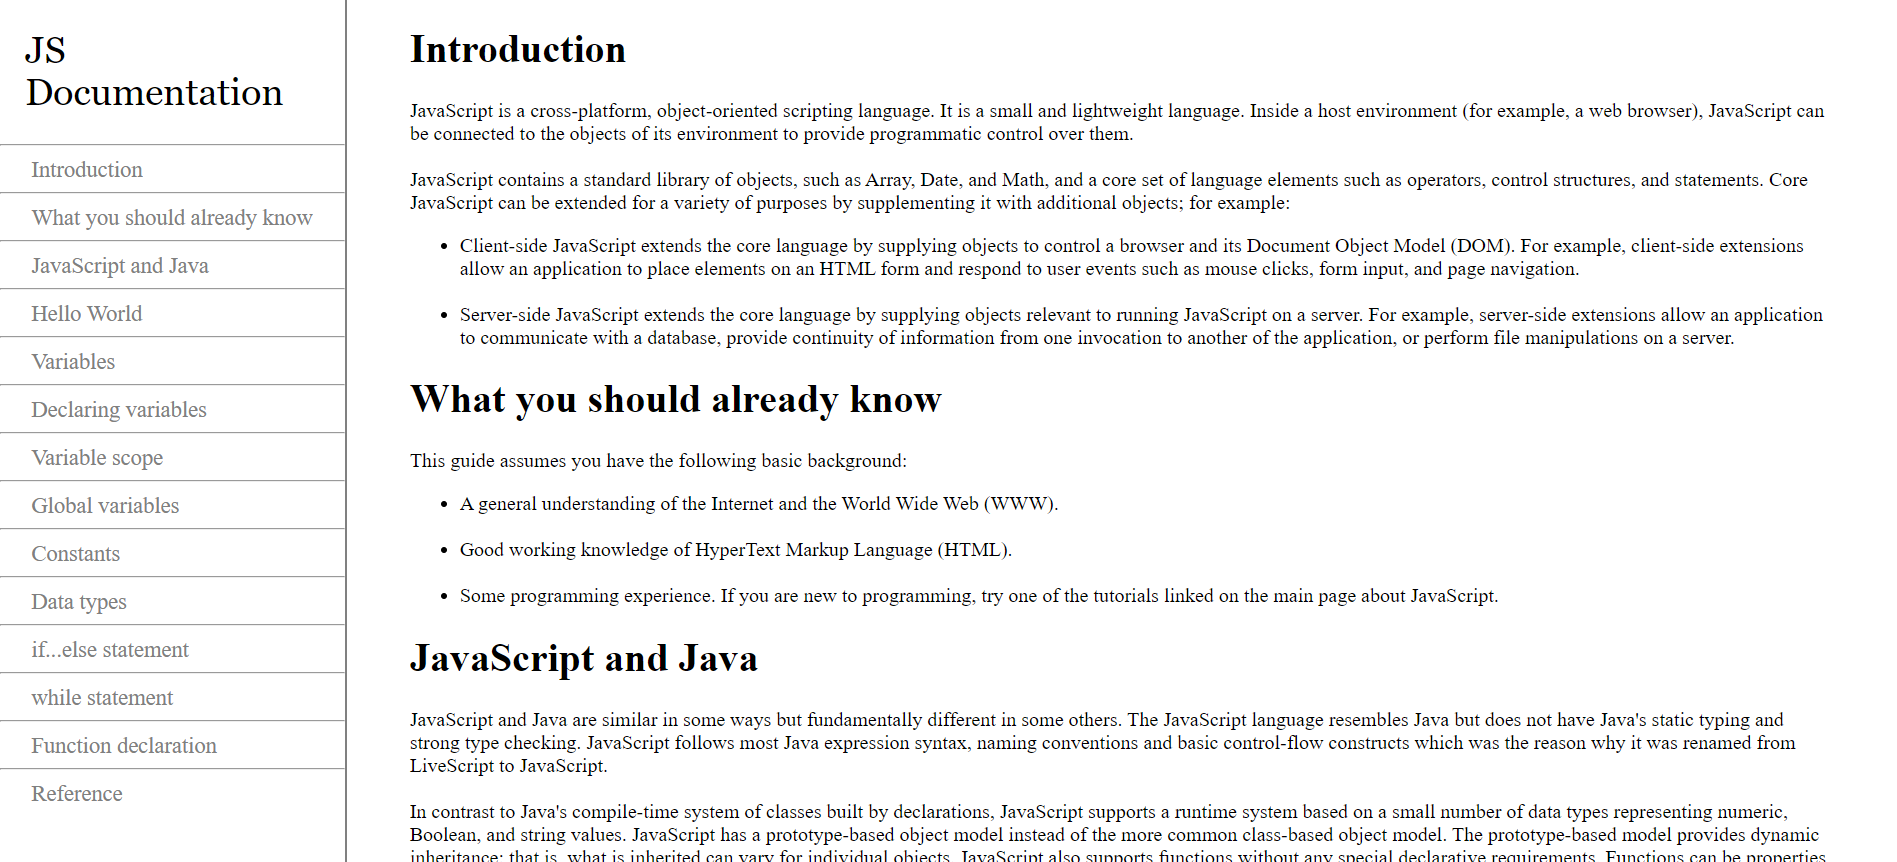 JS
Documentation
Introduction
What you should already know
JavaScript and Java
Hello World
Variables
Declaring variables
Variable scope
Global variables
Constants
Data types
if...else statement
while statement
Function declaration
Reference
Introduction
JavaScript is a cross-platform, object-oriented scripting language. It is a small and lightweight language. Inside a host environment (for example, a web browser), JavaScript can
be connected to the objects of its environment to provide programmatic control over them.
JavaScript contains a standard library of objects, such as Array, Date, and Math, and a core set of language elements such as operators, control structures, and statements. Core
JavaScript can be extended for a variety of purposes by supplementing it with additional objects; for example:
• Client-side JavaScript extends the core language by supplying objects to control a browser and its Document Object Model (DOM). For example, client-side extensions
allow an application to place elements on an HTML form and respond to user events such as mouse clicks, form input, and page navigation.
• Server-side JavaScript extends the core language by supplying objects relevant to running JavaScript on a server. For example, server-side extensions allow an application
to communicate with a database, provide continuity of information from one invocation to another of the application, or perform file manipulations on a server.
What you should already know
This guide assumes you have the following basic background:
• A general understanding of the Internet and the World Wide Web (WWW).
• Good working knowledge of HyperText Markup Language (HTML).
• Some programming experience. If you are new to programming, try one of the tutorials linked on the main page about JavaScript.
JavaScript and Java
JavaScript and Java are similar in some ways but fundamentally different in some others. The JavaScript language resembles Java but does not have Java's static typing and
strong type checking. JavaScript follows most Java expression syntax, naming conventions and basic control-flow constructs which was the reason why it was renamed from
LiveScript to JavaScript.
In contrast to Java's compile-time system of classes built by declarations, JavaScript supports a runtime system based on a small number of data types representing numeric,
Boolean, and string values. JavaScript has a prototype-based object model instead of the more common class-based object model. The prototype-based model provides dynamic
inheritance; that is, what is inherited can vary for individual objects. JavaScript also supports functions without any special declarative requirements. Functions can be properties